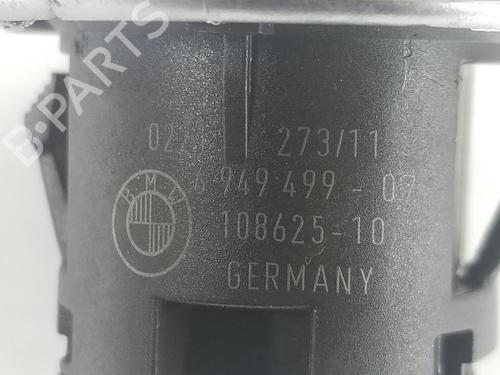 B-PARTS
273/11
6 949 499 - 07
BMW
108625-10
GERMANY